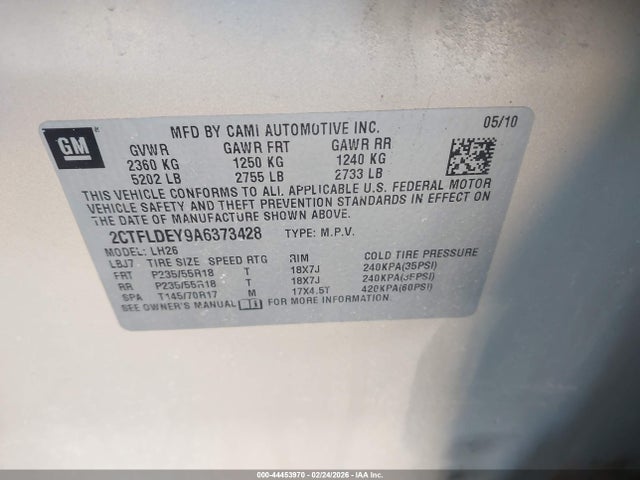 GM
MFD BY CAMI AUTOMOTIVE INC. 05/10
GVWR GAWR FRT GAWR RR
2360 KG 1250 KG 1240 KG
5202 LB 2755 LB 2733 LB
THIS VEHICLE CONFORMS TO ALL APPLICABLE U.S. FEDERAL MOTOR
VEHICLE SAFETY AND THEFT PREVENTION STANDARDS IN EFFECT ON
THE DATE OF MANUFACTURE SHOWN ABOVE.
2CTFLDEY9A6373428 TYPE: M.P.V.
MODEL: LH26
LBJ7 TIRE SIZE SPEED RTG RIM COLD TIRE PRESSURE
FRT P235/55R18 T 18X7J 240KPA(35PSI)
RR P235/55R18 T 18X7J 240KPA(35PSI)
SPA T145/70R17 M 17X4.5T 420KPA(60PSI)
SEE OWNER'S MANUAL FOR MORE INFORMATION.
000-44453970 - 02/24/2026 - IAA.com